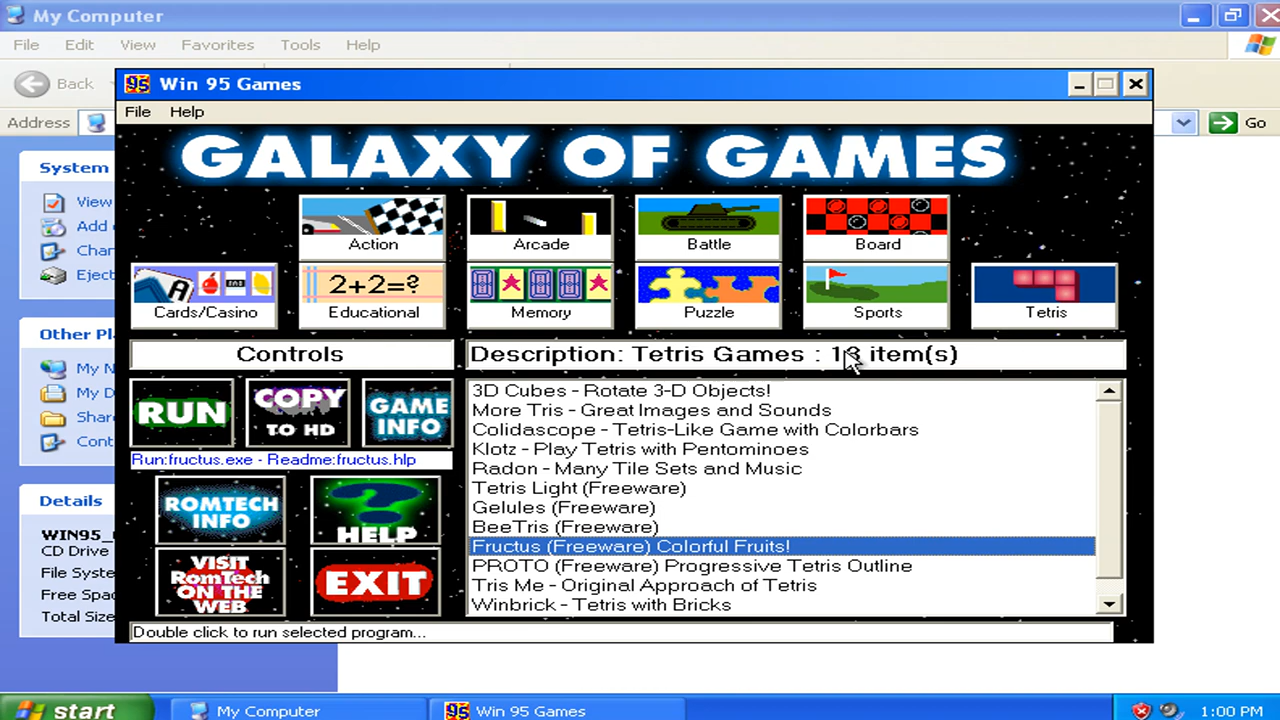 My Computer
File Edit View Favorites Tools Help
Back
Address
Go
Win 95 Games
File Help
GALAXY OF GAMES
Action Arcade Battle Board
Cards/Casino Educational Memory Puzzle Sports Tetris
2+2=?
Controls
Description: Tetris Games : 13 item(s)
RUN
COPY TO HD
GAME INFO
Run:fructus.exe - Readme:fructus.hlp
ROMTECH INFO
HELP
VISIT RomTech ON THE WEB
EXIT
3D Cubes - Rotate 3-D Objects!
More Tris - Great Images and Sounds
Colidascope - Tetris-Like Game with Colorbars
Klotz - Play Tetris with Pentominoes
Radon - Many Tile Sets and Music
Tetris Light (Freeware)
Gelules (Freeware)
BeeTris (Freeware)
Fructus (Freeware) Colorful Fruits!
PROTO (Freeware) Progressive Tetris Outline
Tris Me - Original Approach of Tetris
Winbrick - Tetris with Bricks
Double click to run selected program...
System
View
Add
Chan
Eject
Other Pl
My N
My D
Share
Cont
Details
WIN95_
CD Drive
File Syste
Free Spa
Total Size
start
My Computer
95 Win 95 Games
1:00 PM